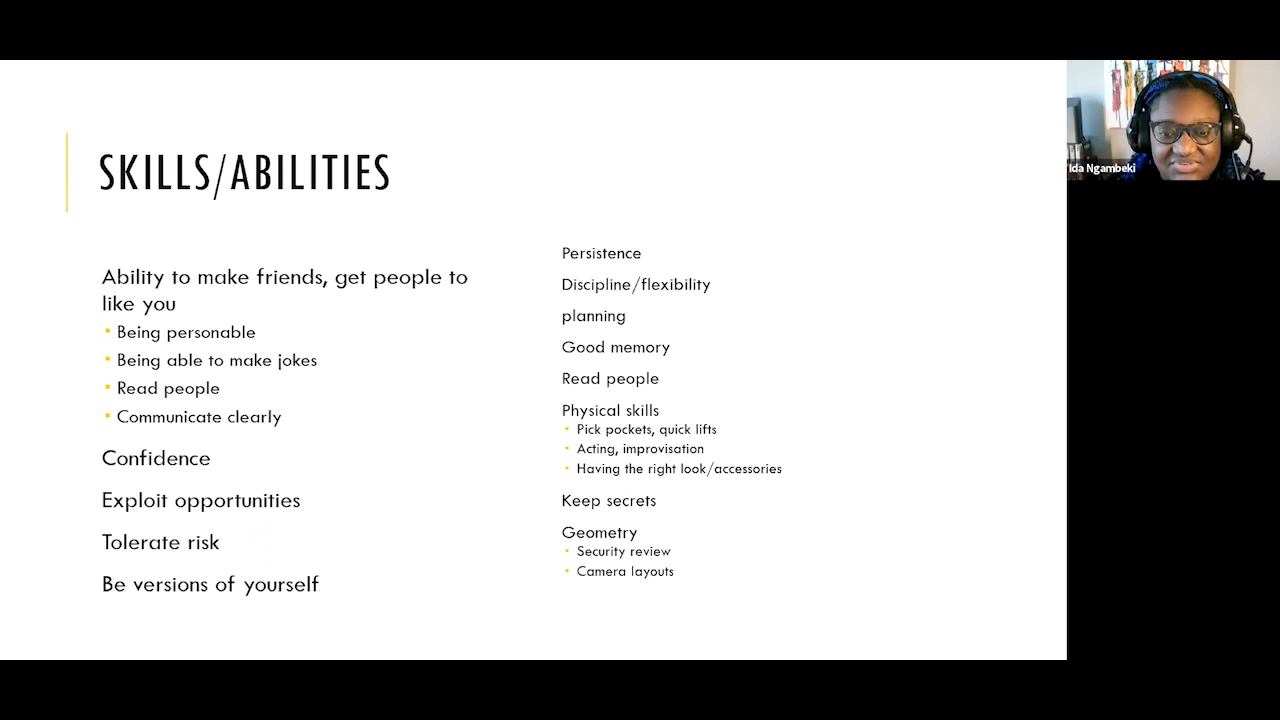 SKILLS/ABILITIES
Ability to make friends, get people to
like you
Being personable
Being able to make jokes
Read people
Communicate clearly
Confidence
Exploit opportunities
Tolerate risk
Be versions of yourself
Persistence
Discipline/flexibility
planning
Good memory
Read people
Physical skills
Pick pockets, quick lifts
Acting, improvisation
Having the right look/accessories
Keep secrets
Geometry
Security review
Camera layouts
ida Ngambeki